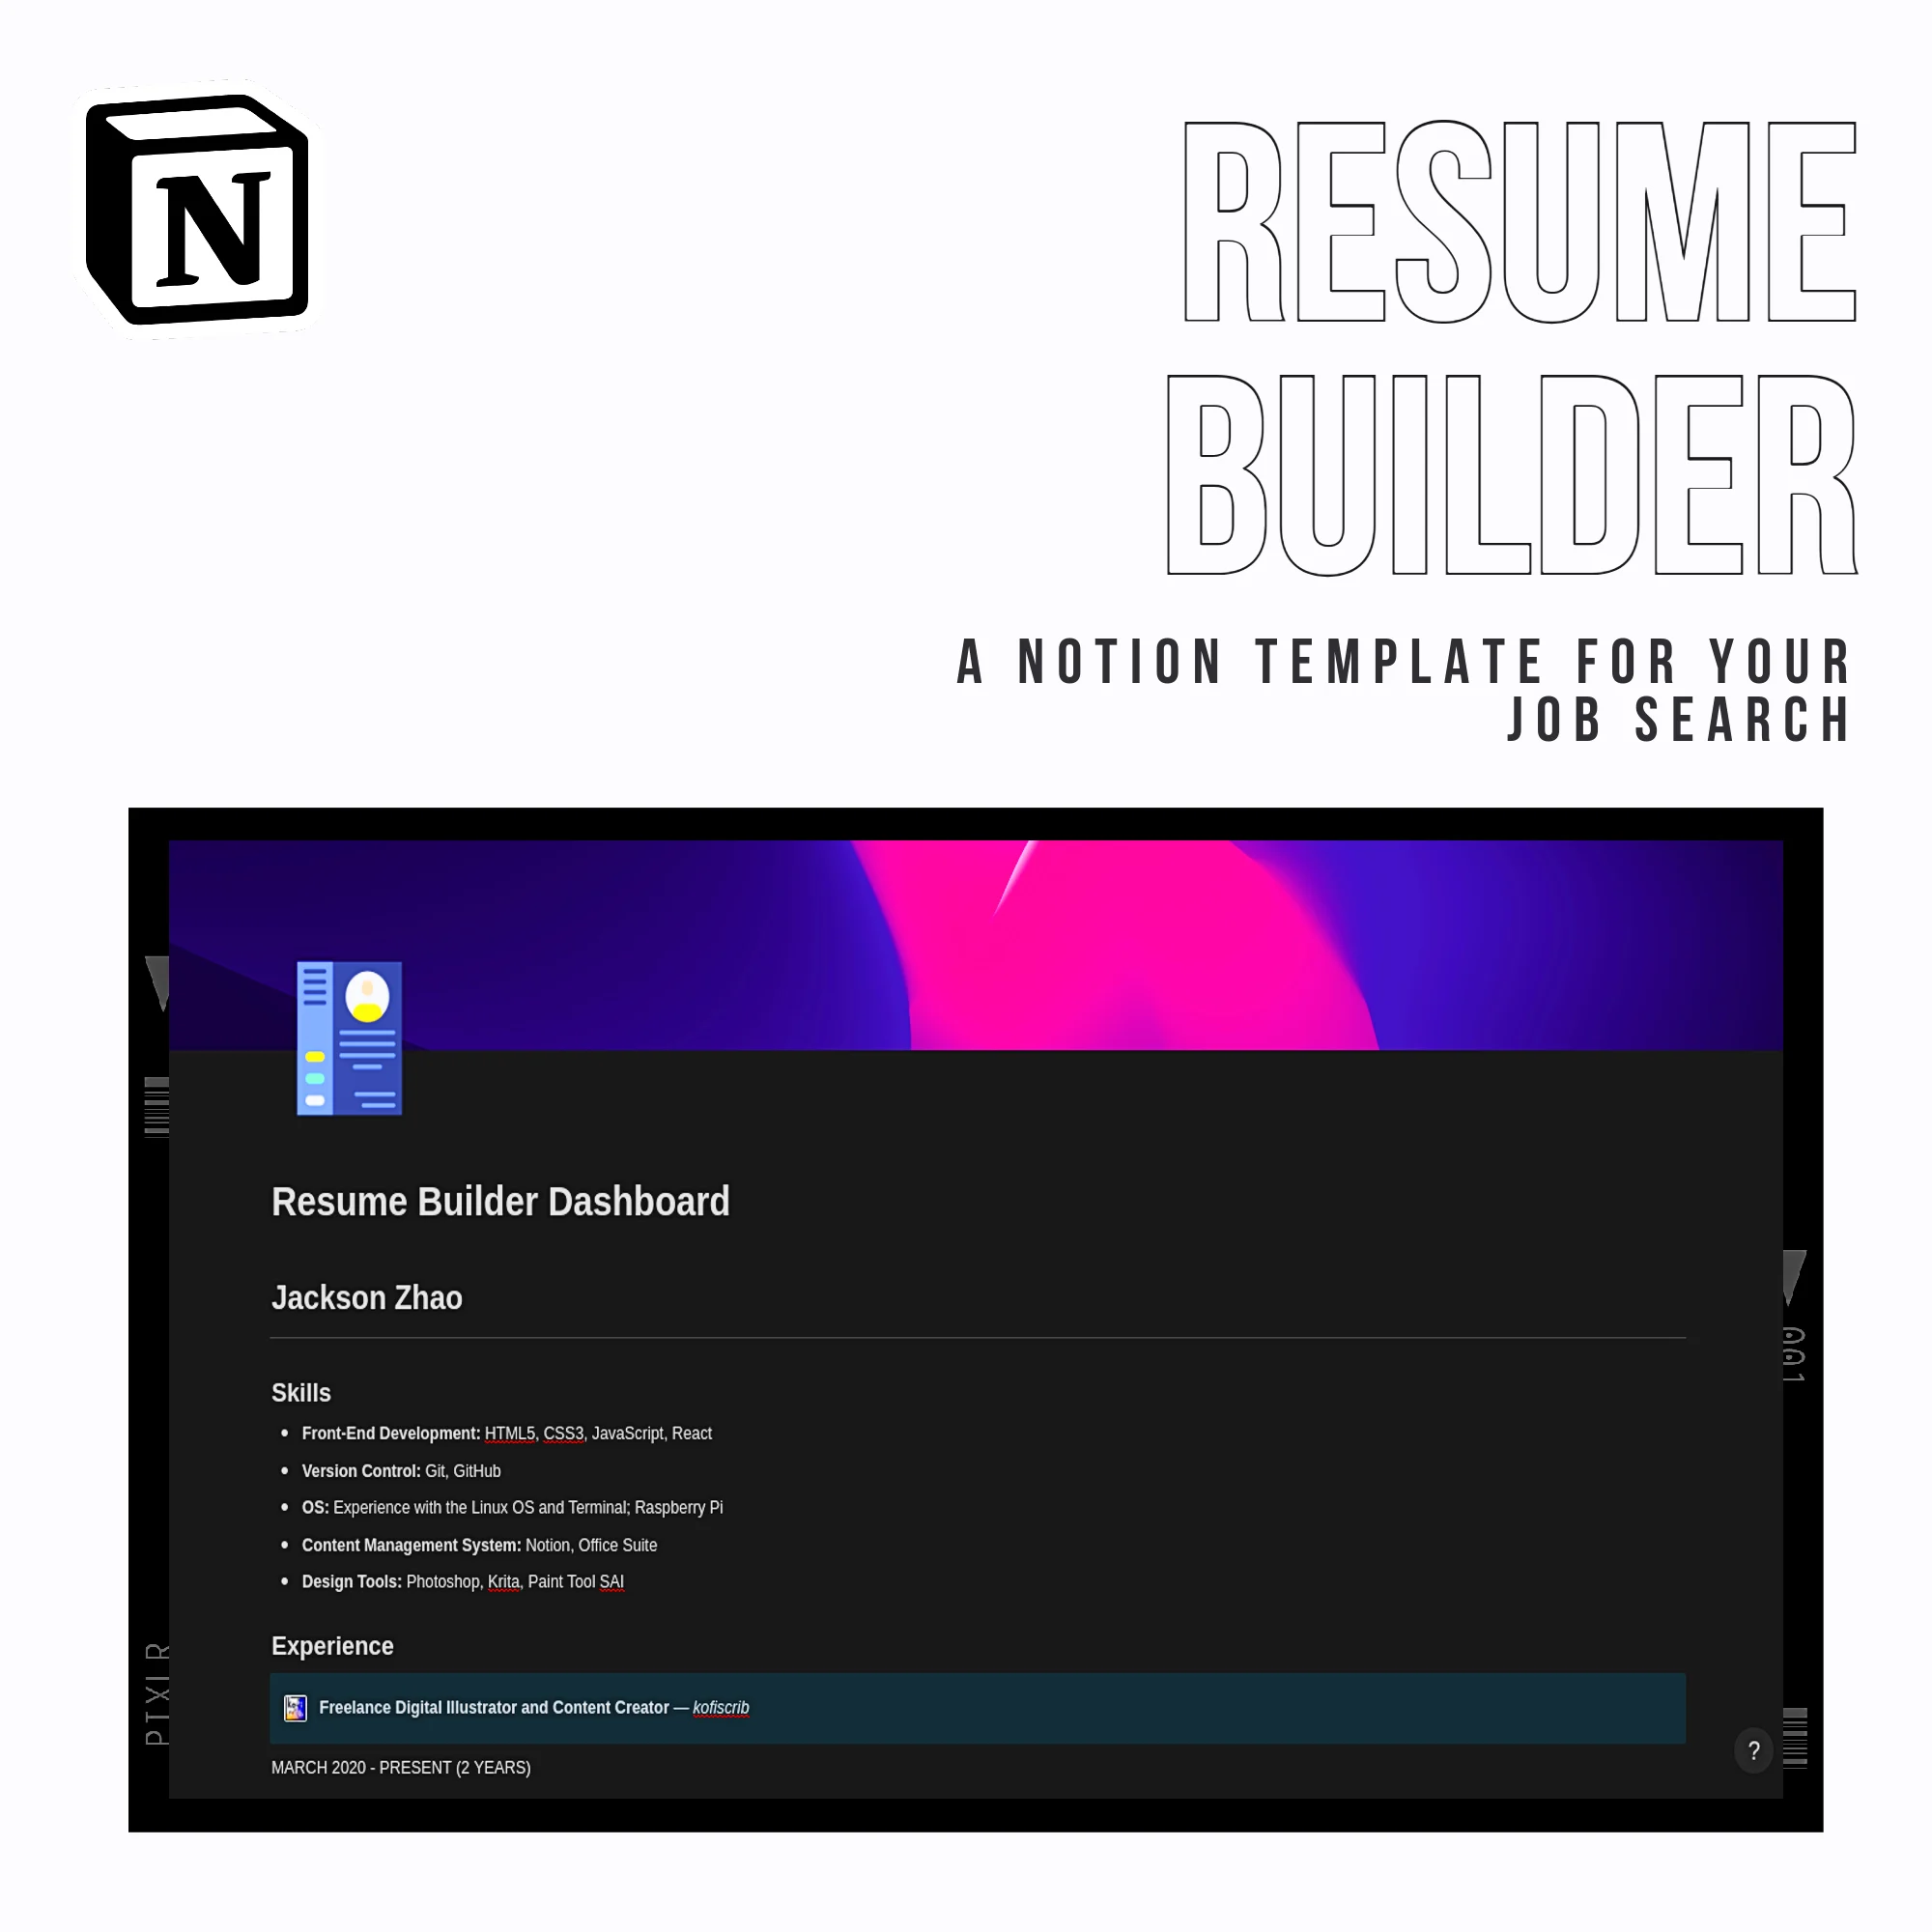 N
RESUME
BUILDER
A NOTION TEMPLATE FOR YOUR
JOB SEARCH
Resume Builder Dashboard
Jackson Zhao
Skills
• Front-End Development: HTML5, CSS3, JavaScript, React
• Version Control: Git, GitHub
• OS: Experience with the Linux OS and Terminal; Raspberry Pi
• Content Management System: Notion, Office Suite
• Design Tools: Photoshop, Krita, Paint Tool SAI
Experience
Freelance Digital Illustrator and Content Creator — kofiscrib
MARCH 2020 - PRESENT (2 YEARS)
?
PIXLR
001